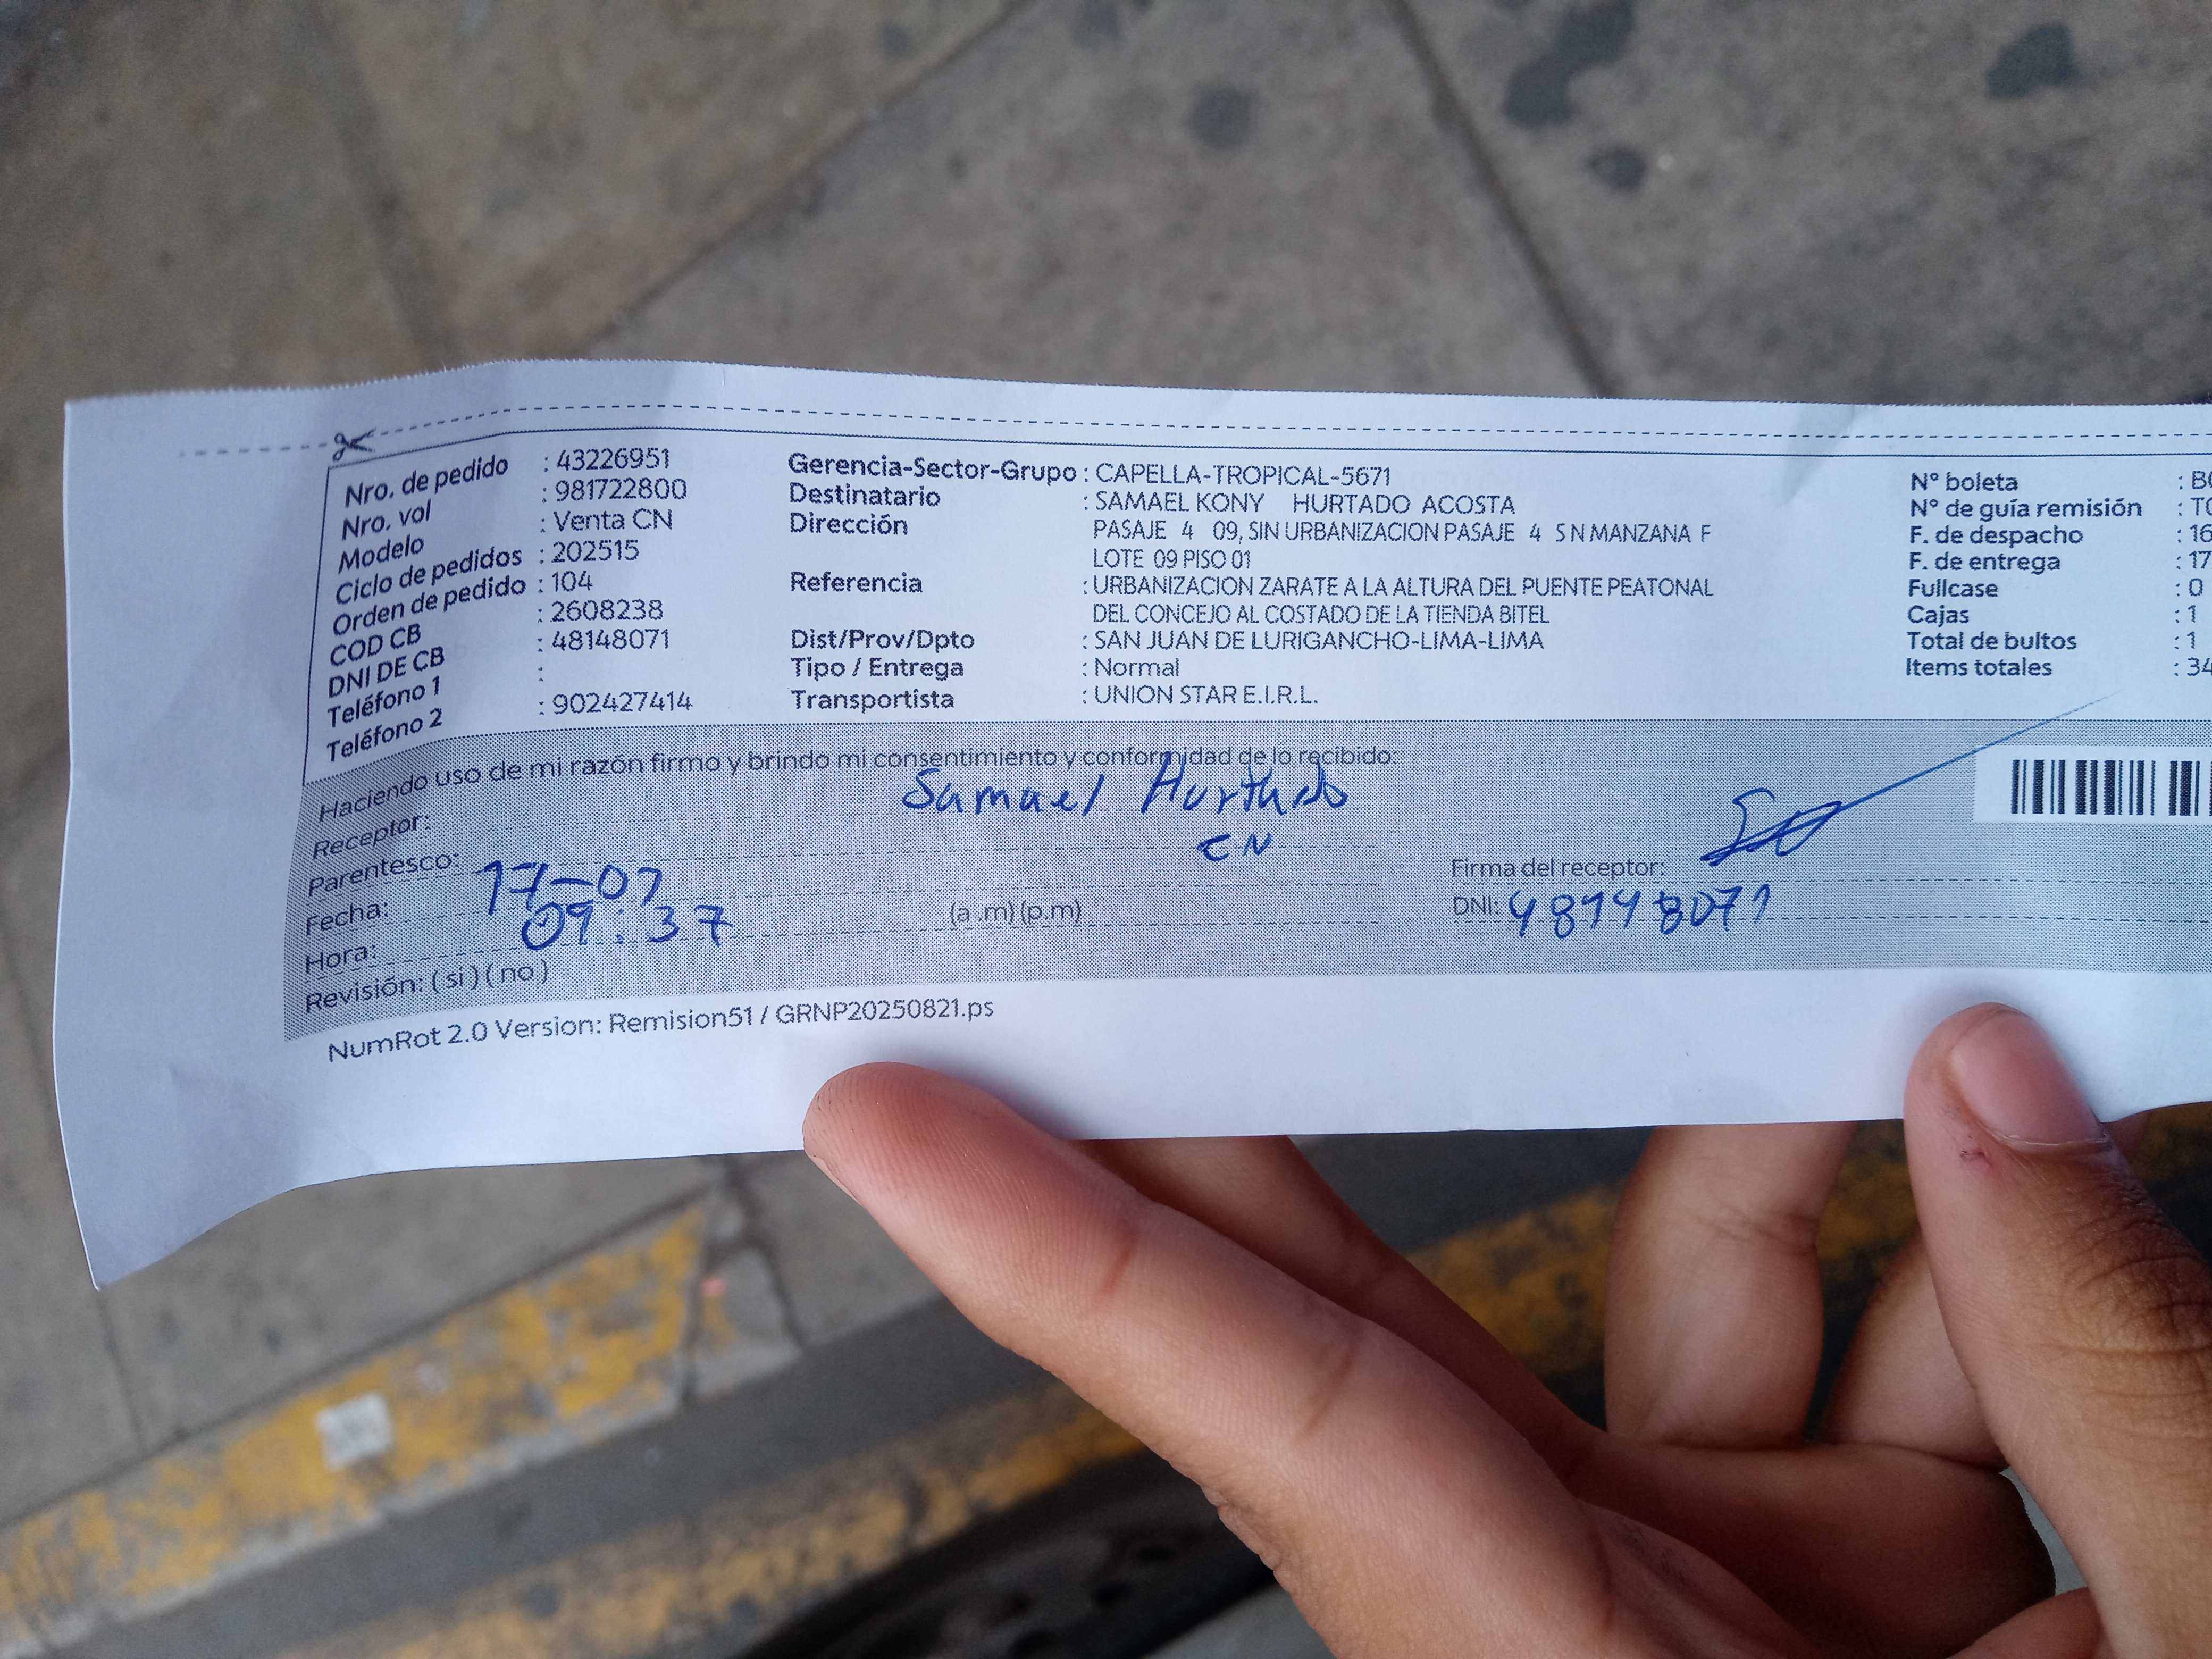 Nro. de pedido : 43226951
Nro. vol : 981722800
Modelo : Venta CN
Ciclo de pedidos : 202515
Orden de pedido : 104
COD CB : 2608238
DNI DE CB : 48148071
Teléfono 1 :
Teléfono 2 : 902427414
Gerencia-Sector-Grupo : CAPELLA-TROPICAL-5671
Destinatario : SAMAEL KONY HURTADO ACOSTA
Dirección PASAJE 4 09, SIN URBANIZACION PASAJE 4 S N MANZANA F
LOTE 09 PISO 01
Referencia : URBANIZACION ZARATE A LA ALTURA DEL PUENTE PEATONAL
DEL CONCEJO AL COSTADO DE LA TIENDA BITEL
Dist/Prov/Dpto : SAN JUAN DE LURIGANCHO-LIMA-LIMA
Tipo / Entrega : Normal
Transportista : UNION STAR E.I.R.L.
N° boleta :
N° de guía remisión :
F. de despacho : 16
F. de entrega : 17
Fullcase : 0
Cajas : 1
Total de bultos : 1
Items totales : 34
Haciendo uso de mi razón firmo y brindo mi consentimiento y conformidad de lo recibido:
Receptor: Samael Hurtado
Parentesco: CN
Fecha: 17-07
Hora: 09:37 (a .m) (p.m)
Revisión: ( si ) ( no )
Firma del receptor:
DNI: 48148071
NumRot 2.0 Version: Remision51 / GRNP20250821.ps